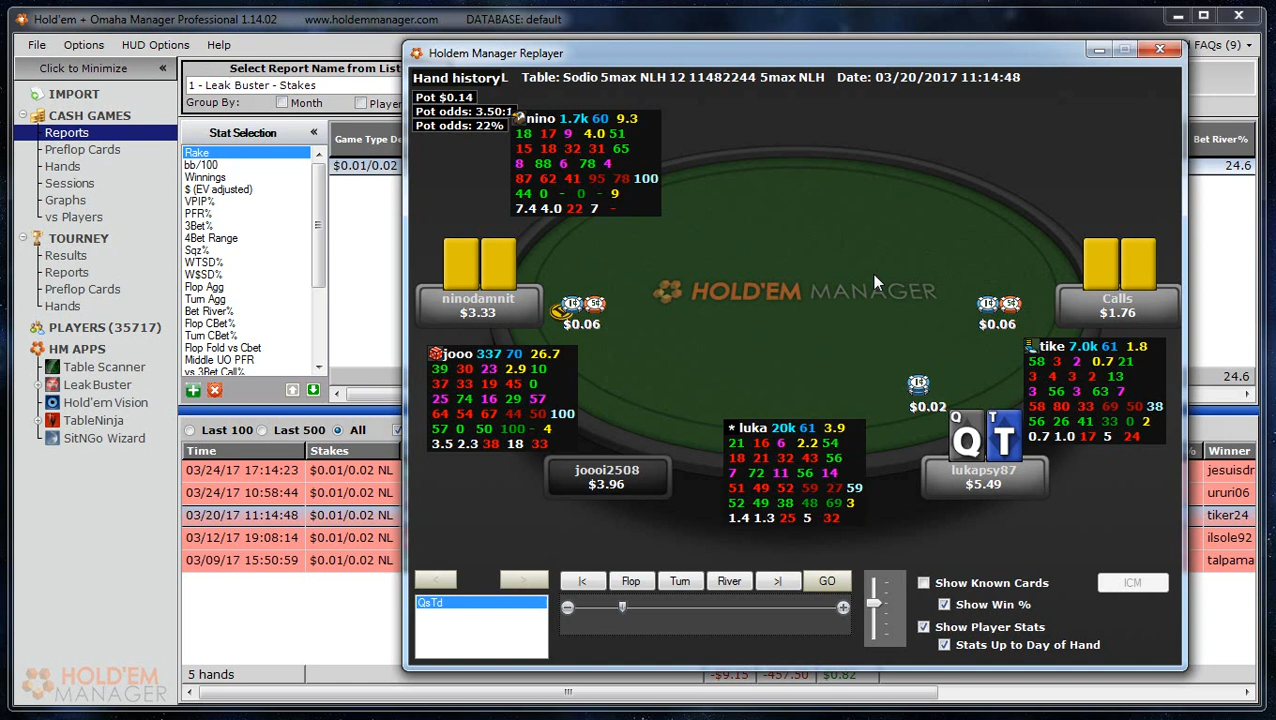 Hold'em + Omaha Manager Professional 1.14.02 www.holdemmanager.com DATABASE: default
File Options HUD Options Help
FAQs (9)
Click to Minimize «
IMPORT
CASH GAMES
Reports
Preflop Cards
Hands
Sessions
Graphs
vs Players
TOURNEY
Results
Reports
Preflop Cards
Hands
PLAYERS (35717)
HM APPS
Table Scanner
LeakBuster
Hold'em Vision
TableNinja
SitNGo Wizard
HOLD'EM
MANAGER
Select Report Name from List
1 - Leak Buster - Stakes
Group By: Month Player
Stat Selection «
Rake
bb/100
Winnings
$ (EV adjusted)
VPIP%
PFR%
3Bet%
4Bet Range
Sqz%
WTSD%
W$SD%
Flop Agg
Turn Agg
Bet River%
Flop CBet%
Turn CBet%
Flop Fold vs Cbet
Middle UO PFR
vs 3Bet Call%
Game Type De
$0.01/0.02
Bet River%
24.6
24.6
Last 100 Last 500 All
Time Stakes Winner
03/24/17 17:14:23 $0.01/0.02 NL jesuisdr
03/24/17 10:58:44 $0.01/0.02 NL ururi06
03/20/17 11:14:48 $0.01/0.02 NL tiker24
03/12/17 19:08:14 $0.01/0.02 NL ilsole92
03/09/17 15:50:59 $0.01/0.02 NL talpama
5 hands
-$9.15 -457.50 $0.82
Holdem Manager Replayer
Hand historyL Table: Sodio 5max NLH 12 11482244 5max NLH Date: 03/20/2017 11:14:48
Pot $0.14
Pot odds: 3.50:1
Pot odds: 22%
nino 1.7k 60 9.3
18 17 9 4.0 51
15 18 32 31 65
8 88 6 78 4
87 62 41 95 78 100
44 0 - 0 - 9
7.4 4.0 22 7 -
ninodamnit
$3.33
$0.06
HOLD'EM MANAGER
$0.06
Calls
$1.76
jooo 337 70 26.7
39 30 23 2.9 10
37 33 19 45 0
25 74 16 29 57
64 54 67 44 50 100
57 0 50 100 - 4
3.5 2.3 38 18 33
jooi2508
$3.96
* luka 20k 61 3.9
21 16 6 2.2 54
18 21 32 43 56
7 72 11 56 14
51 49 52 59 27 59
52 49 38 48 69 3
1.4 1.3 25 5 32
$0.02
Q T
Q T
lukapsy87
$5.49
tike 7.0k 61 1.8
58 3 2 0.7 21
3 4 3 2 13
3 56 3 63 7
58 80 33 69 50 38
56 26 41 33 0 2
0.7 1.0 17 5 24
< > |< Flop Turn River >| GO
QsTd
Show Known Cards
Show Win %
Show Player Stats
Stats Up to Day of Hand
ICM